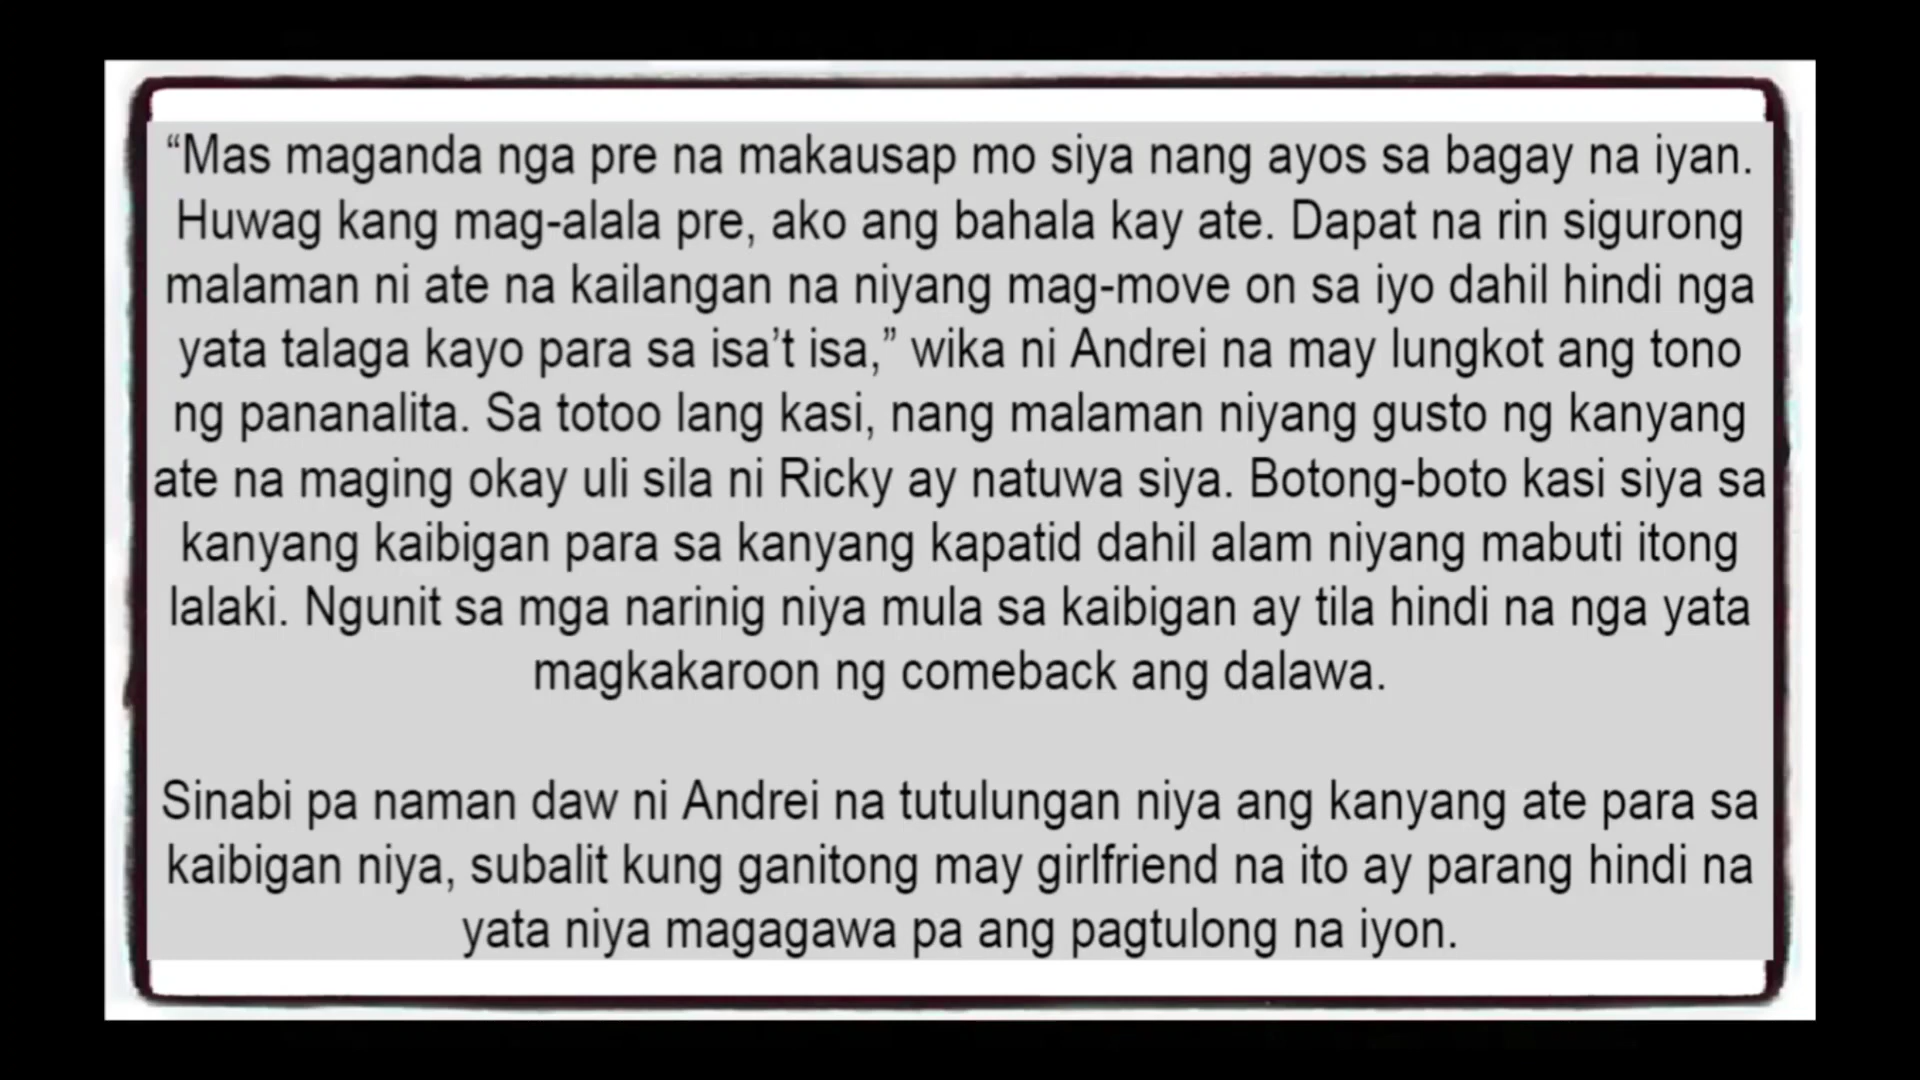 “Mas maganda nga pre na makausap mo siya nang ayos sa bagay na iyan.
Huwag kang mag-alala pre, ako ang bahala kay ate. Dapat na rin sigurong
malaman ni ate na kailangan na niyang mag-move on sa iyo dahil hindi nga
yata talaga kayo para sa isa’t isa,” wika ni Andrei na may lungkot ang tono
ng pananalita. Sa totoo lang kasi, nang malaman niyang gusto ng kanyang
ate na maging okay uli sila ni Ricky ay natuwa siya. Botong-boto kasi siya sa
kanyang kaibigan para sa kanyang kapatid dahil alam niyang mabuti itong
lalaki. Ngunit sa mga narinig niya mula sa kaibigan ay tila hindi na nga yata
magkakaroon ng comeback ang dalawa.
Sinabi pa naman daw ni Andrei na tutulungan niya ang kanyang ate para sa
kaibigan niya, subalit kung ganitong may girlfriend na ito ay parang hindi na
yata niya magagawa pa ang pagtulong na iyon.